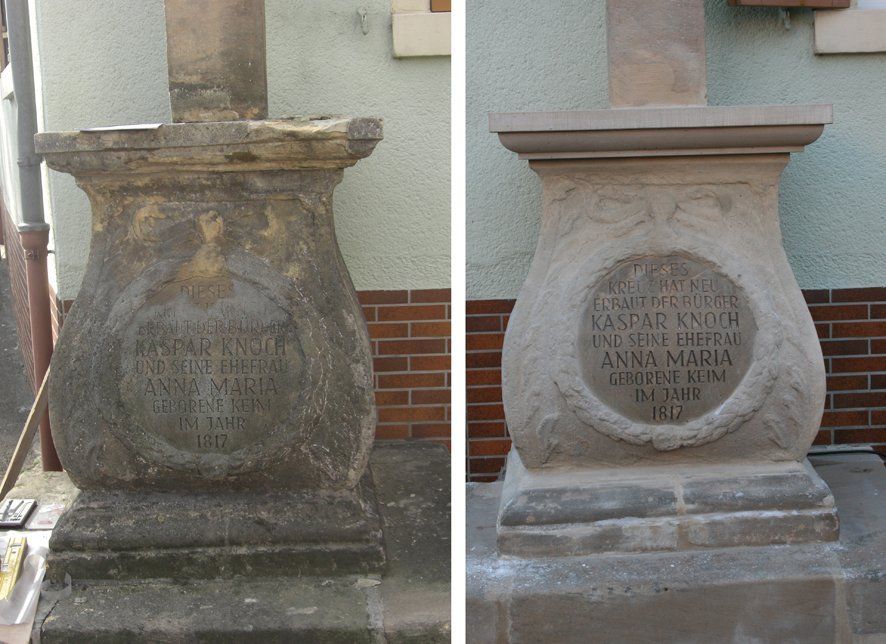 DIESES
ERBAUT DER BÜRGER
KASPAR KNOCH
UND SEINE EHEFRAU
ANNA MARIA
GEBORENE KEIM
IM JAHR
1817
DIESES
KREUZ HAT NEU
ERBAUT DER BÜRGER
KASPAR KNOCH
UND SEINE EHEFRAU
ANNA MARIA
GEBORENE KEIM
IM JAHR
1817